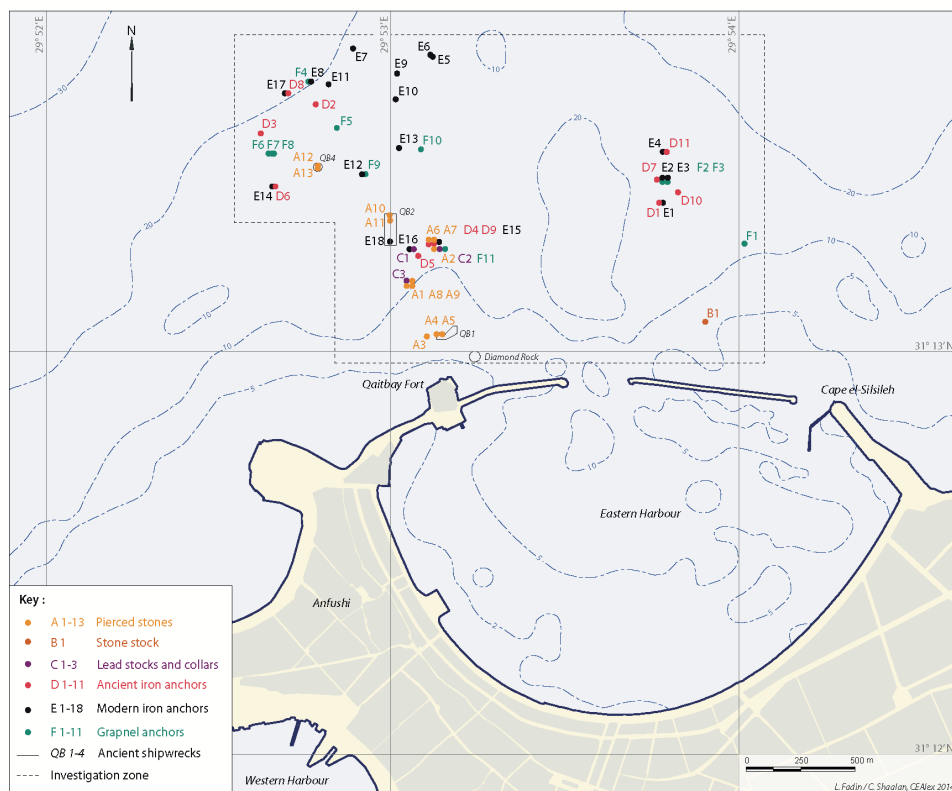 29° 52'E
29° 53'E
29° 54'E
N
30
E7
E6
E5
10
E9
F4 E8
E11
E17 D8
E10
D2
20
D3
F5
F6 F7 F8
A12
QB4
A13
E13
F10
E12 F9
E14 D6
E4 D11
D7 E2 E3 F2 F3
D10
D1 E1
20
20
A10
QB2
A11
E18 E16
A6 A7 D4 D9 E15
C1
D5
A2 C2 F11
C3
A1 A8 A9
F1
10
5
10
B1
A4 A5
QB1
A3
10
Diamond Rock
31° 13'N
5
Qaitbay Fort
Cape el-Silsileh
10
Eastern Harbour
5
5
5
Anfushi
5
Key :
A 1-13 Pierced stones
B 1 Stone stock
C 1-3 Lead stocks and collars
D 1-11 Ancient iron anchors
E 1-18 Modern iron anchors
F 1-11 Grapnel anchors
QB 1-4 Ancient shipwrecks
Investigation zone
Western Harbour
31° 12'N
0 250 500 m
L. Fadin / C. Shaalan, CEAlex 201